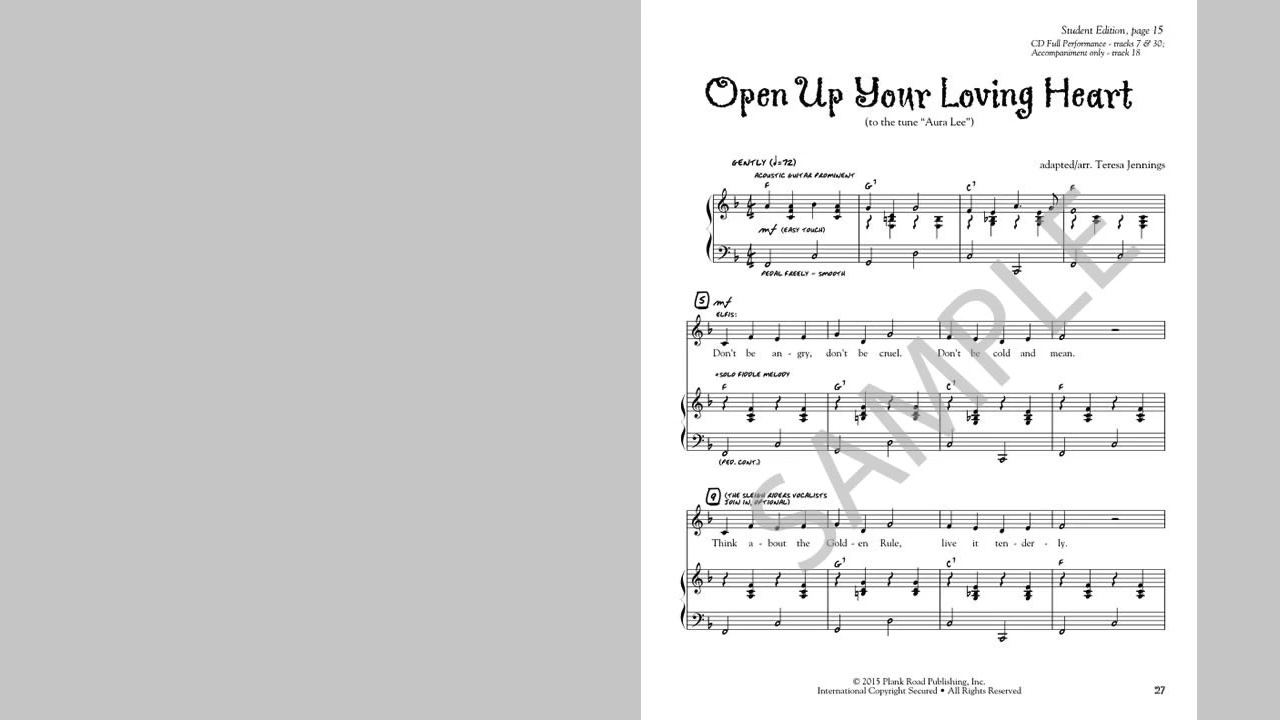 Student Edition, page 15
CD Full Performance - tracks 7 & 30;
Accompaniment only - track 18
Open Up Your Loving Heart
(to the tune “Aura Lee”)
GENTLY (♩=72)
adapted/arr. Teresa Jennings
ACOUSTIC GUITAR PROMINENT
F G7 C7 F
mf (EASY TOUCH)
PEDAL FREELY - SMOOTH
5 mf
ELFIS:
Don't be an - gry, don't be cruel. Don't be cold and mean.
+SOLO FIDDLE MELODY
F G7 C7 F
(PED. CONT.)
9 (THE SLEIGH RIDERS VOCALISTS
JOIN IN, OPTIONAL)
Think a - bout the Gold - en Rule, live it ten - der - ly.
G7 C7 F
SAMPLE
© 2015 Plank Road Publishing, Inc.
International Copyright Secured • All Rights Reserved
27